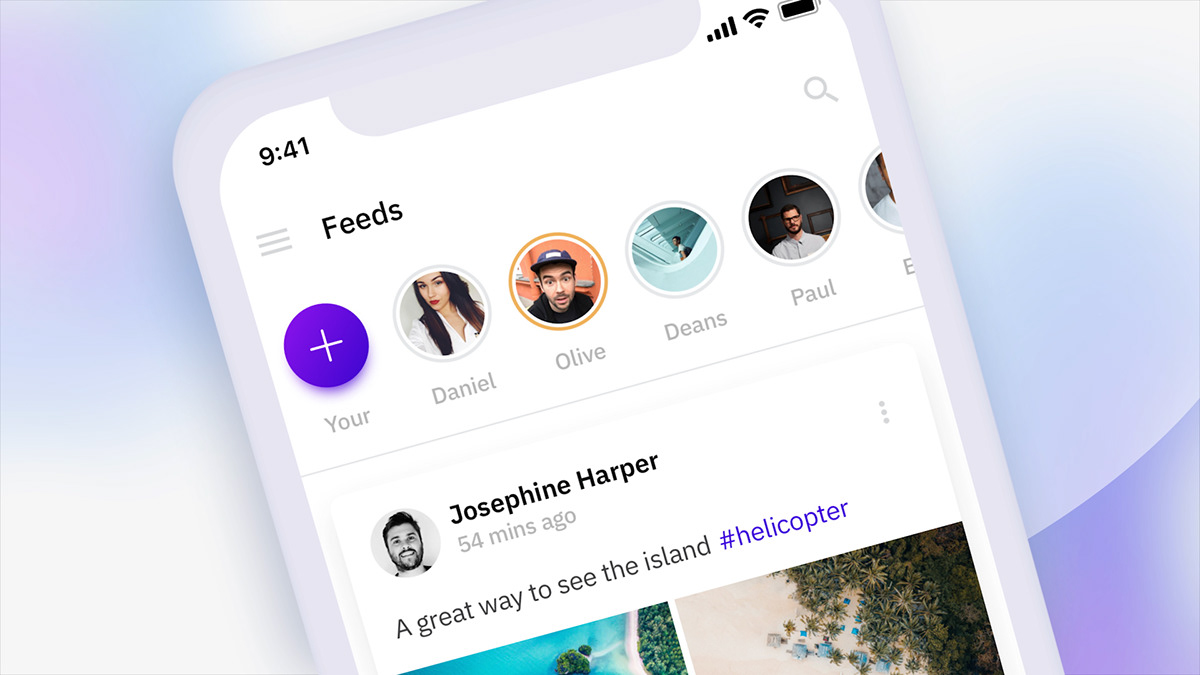 9:41
Feeds
Your
Daniel
Olive
Deans
Paul
Josephine Harper
54 mins ago
A great way to see the island #helicopter